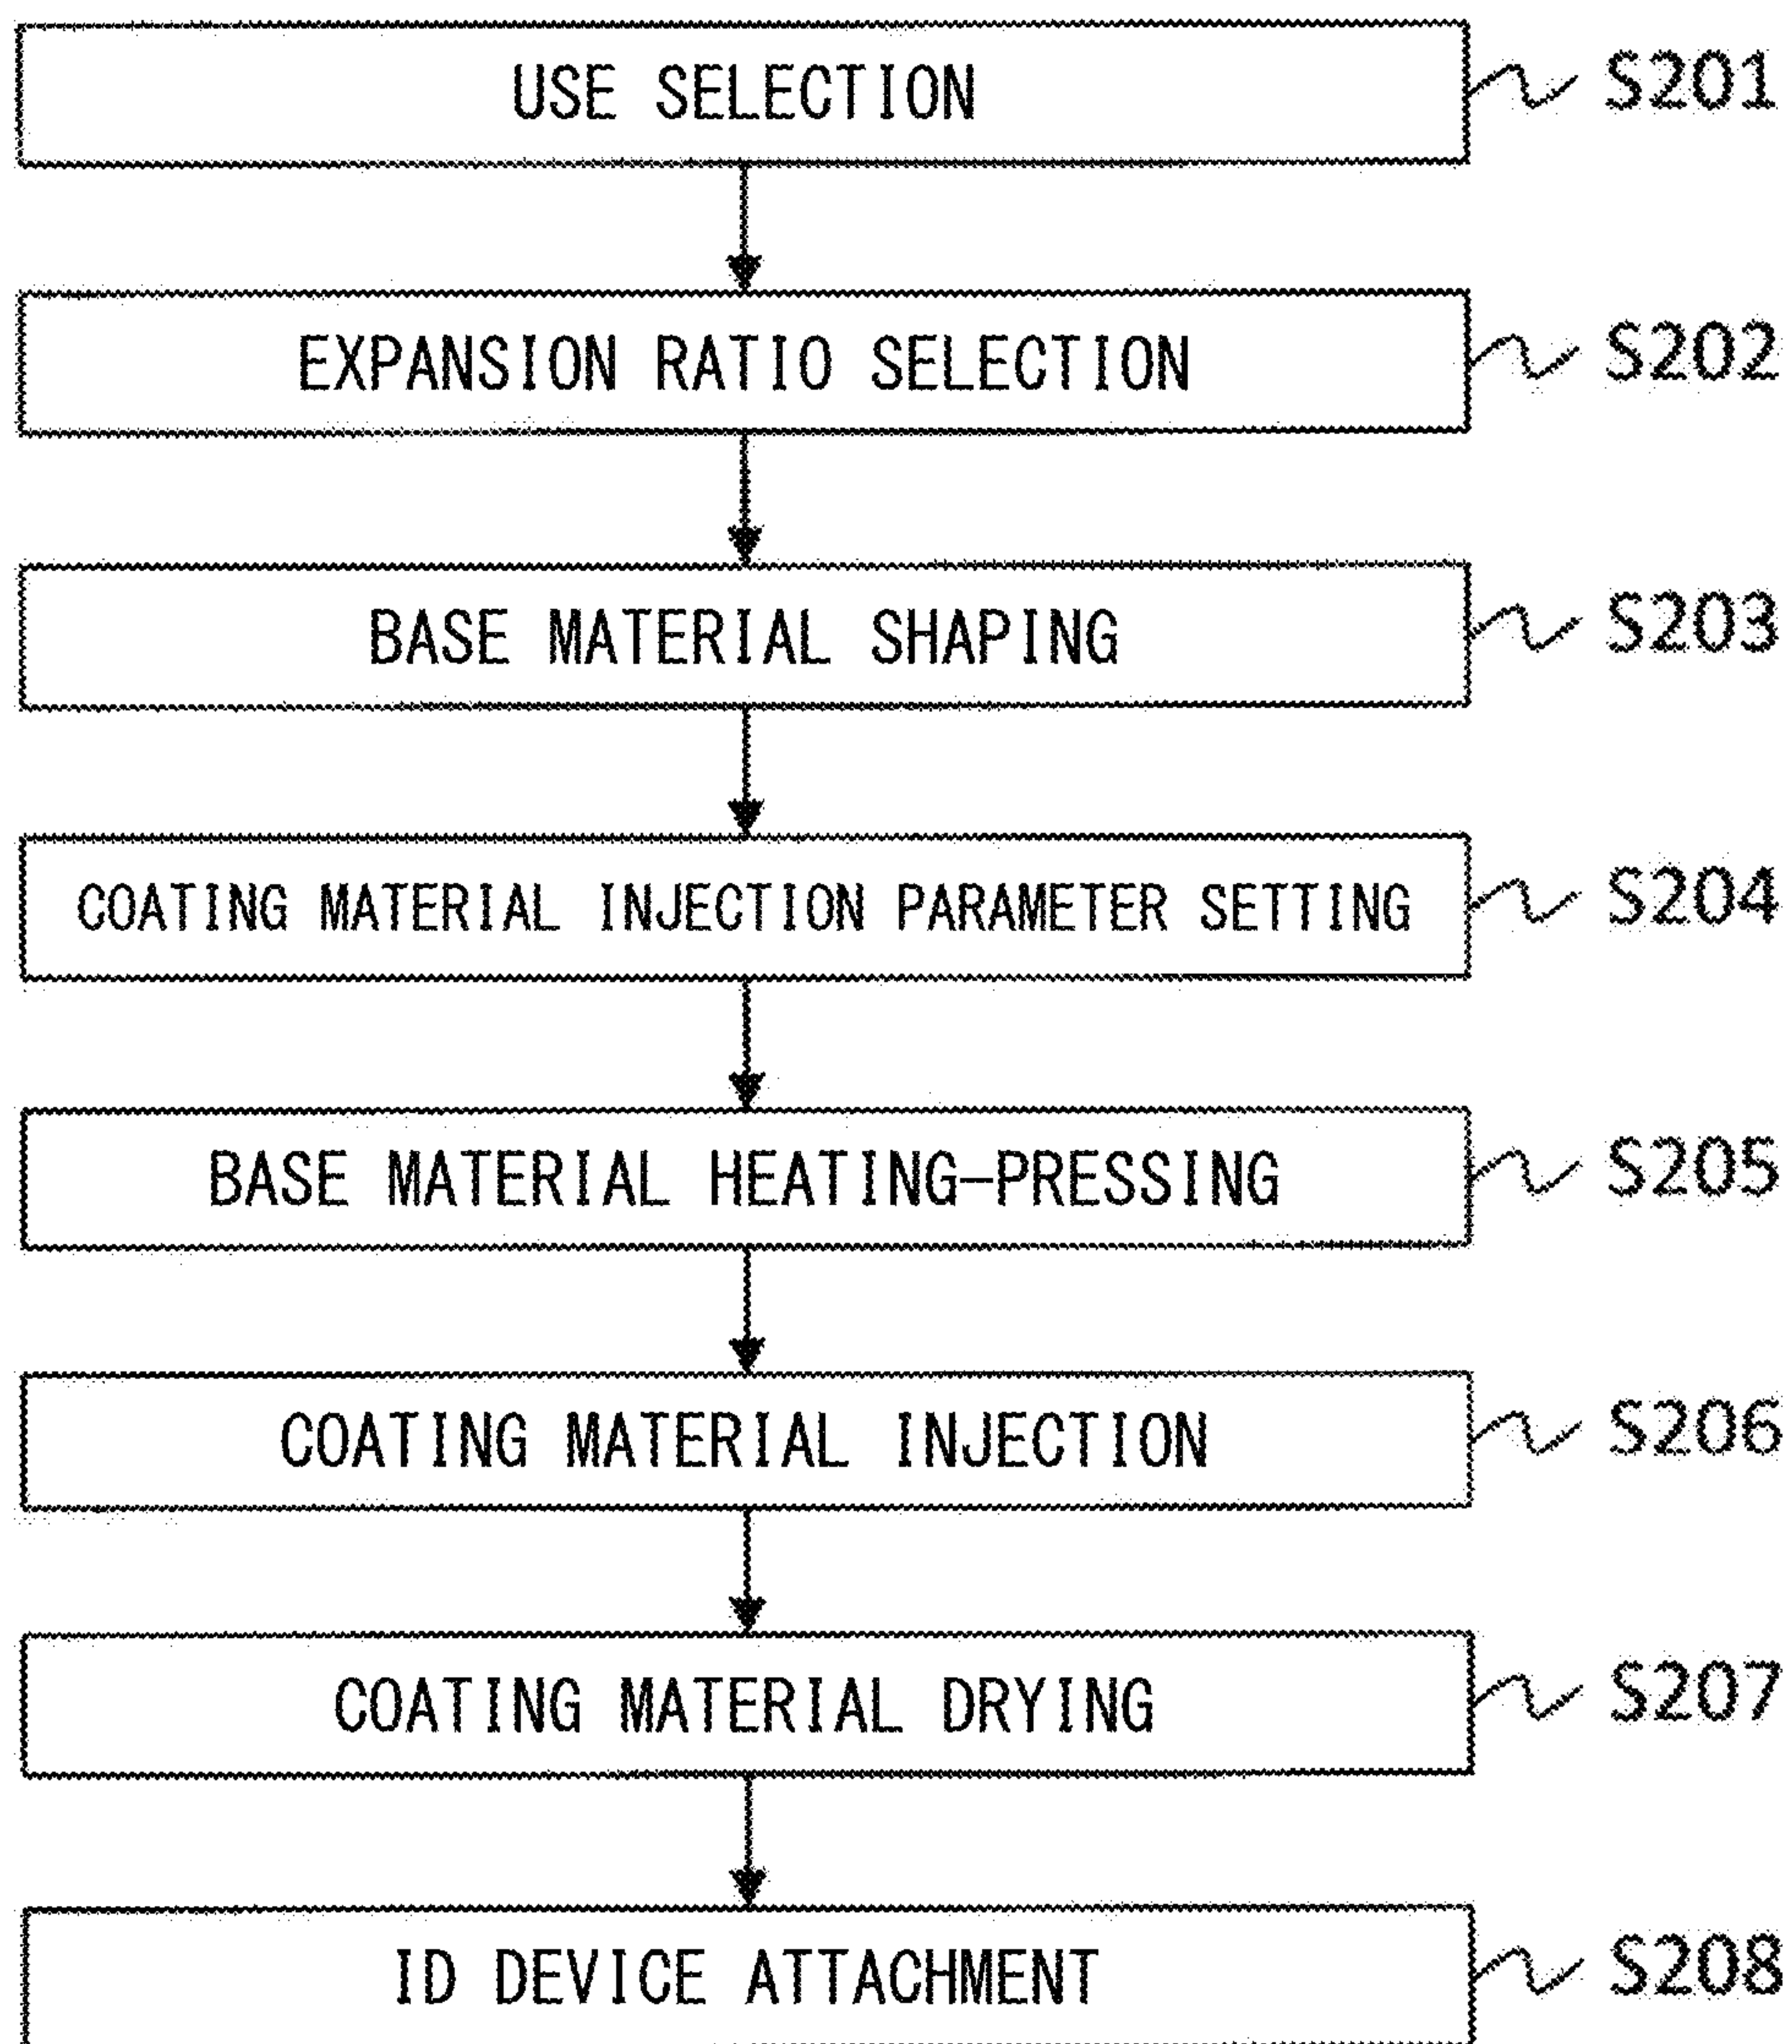 USE SELECTION S201
EXPANSION RATIO SELECTION S202
BASE MATERIAL SHAPING S203
COATING MATERIAL INJECTION PARAMETER SETTING S204
BASE MATERIAL HEATING-PRESSING S205
COATING MATERIAL INJECTION S206
COATING MATERIAL DRYING S207
ID DEVICE ATTACHMENT S208